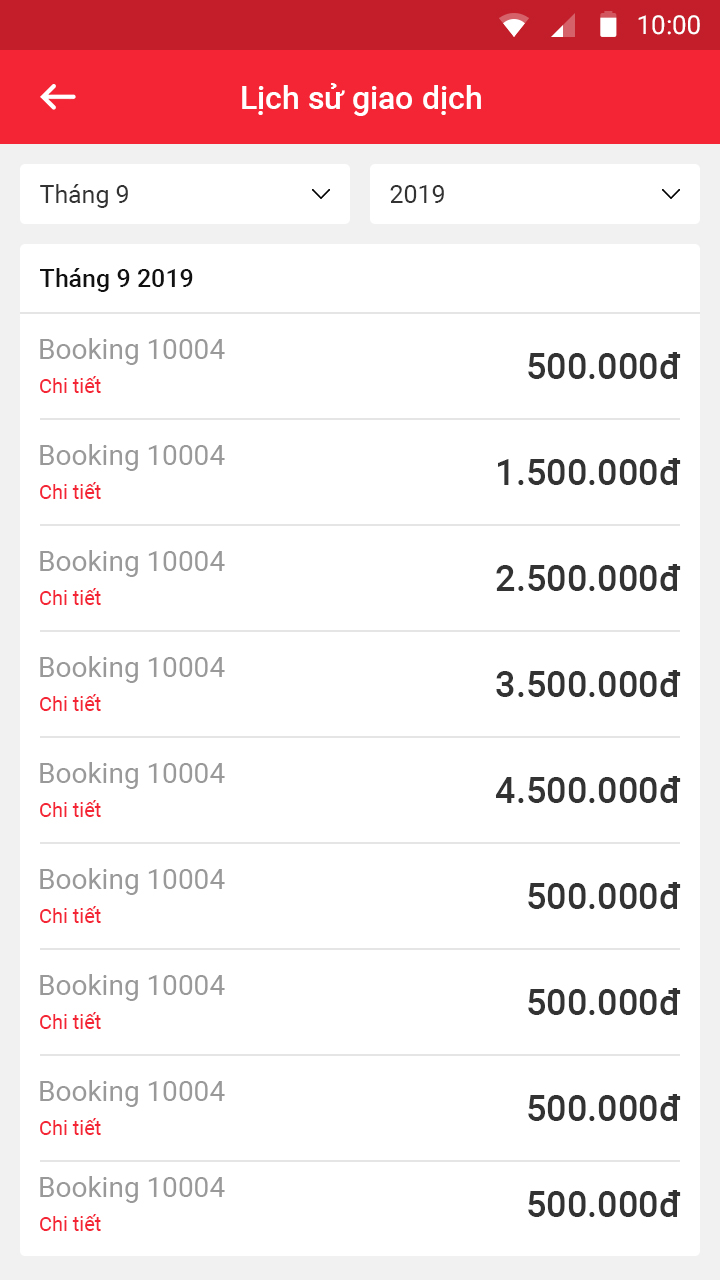 10:00
Lịch sử giao dịch
Tháng 9
2019
Tháng 9 2019
Booking 10004
500.000đ
Chi tiết
Booking 10004
1.500.000đ
Chi tiết
Booking 10004
2.500.000đ
Chi tiết
Booking 10004
3.500.000đ
Chi tiết
Booking 10004
4.500.000đ
Chi tiết
Booking 10004
500.000đ
Chi tiết
Booking 10004
500.000đ
Chi tiết
Booking 10004
500.000đ
Chi tiết
Booking 10004
500.000đ
Chi tiết